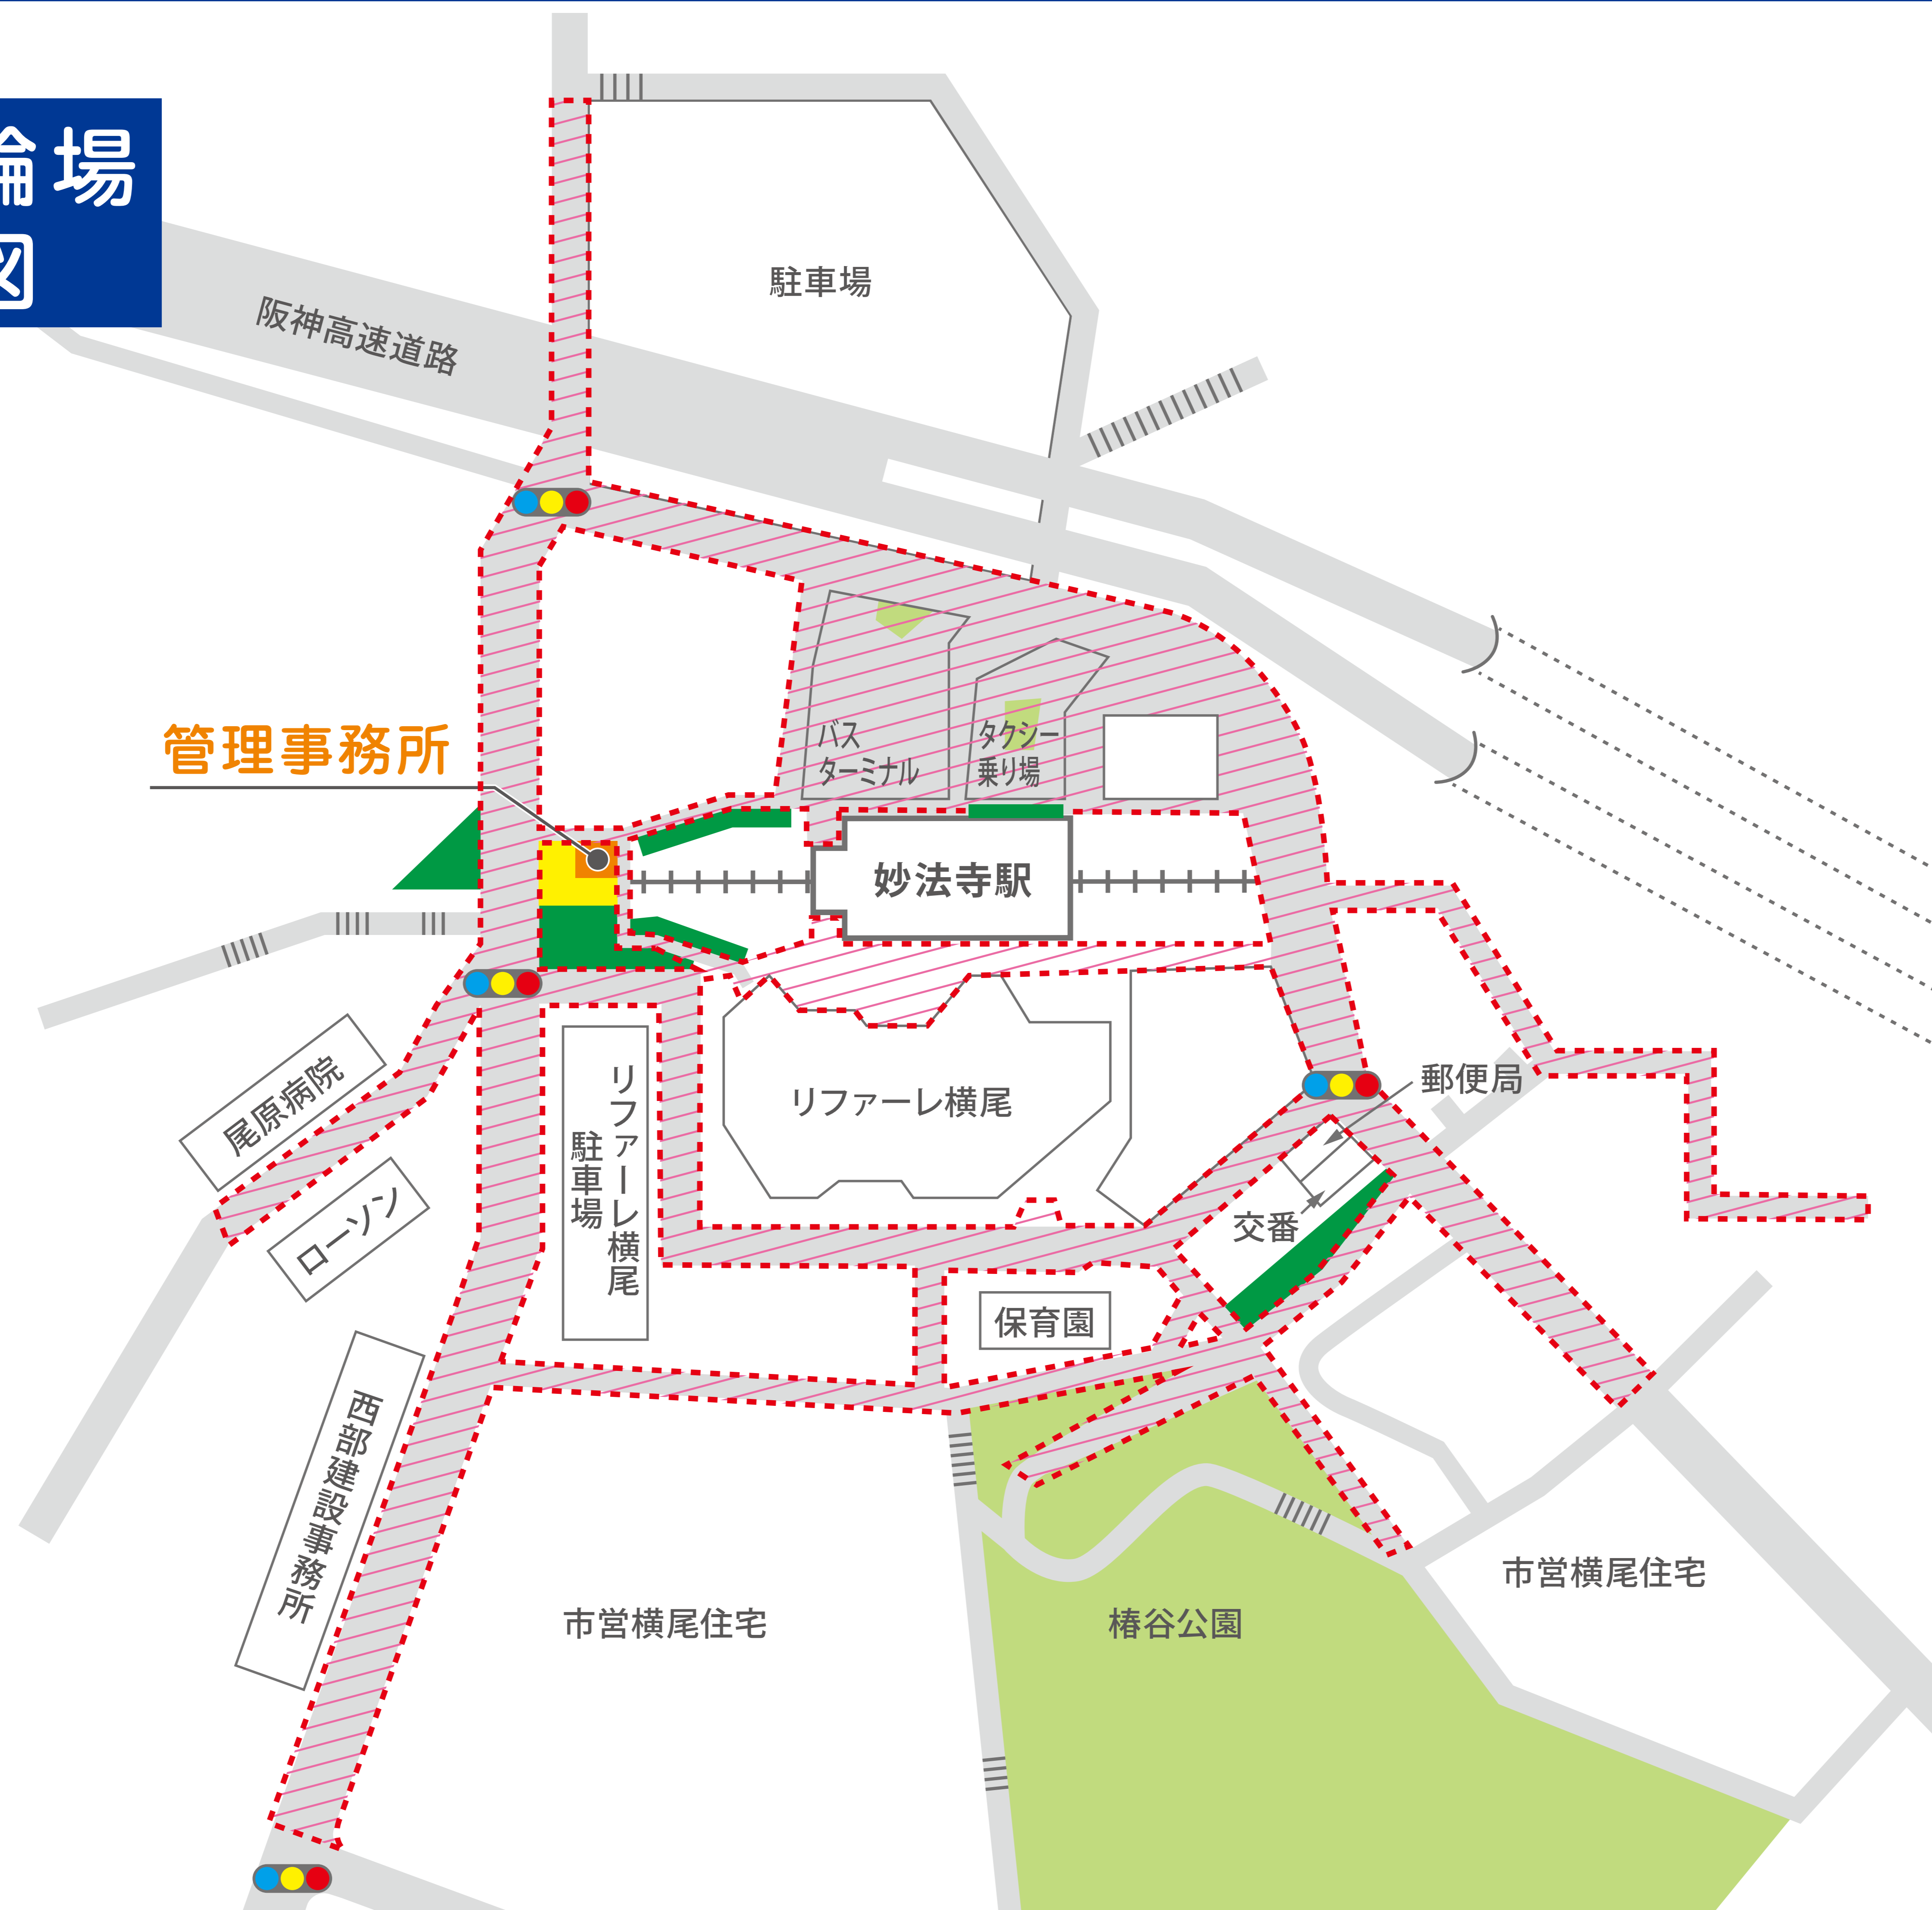 輪場
図
駐車場
阪神高速道路
バス
ターミナル
タクシー
乗り場
管理事務所
妙法寺駅
尾原病院
ローソン
リファーレ横尾
駐車場
リファーレ横尾
郵便局
交番
保育園
西部建設事務所
市営横尾住宅
椿谷公園
市営横尾住宅